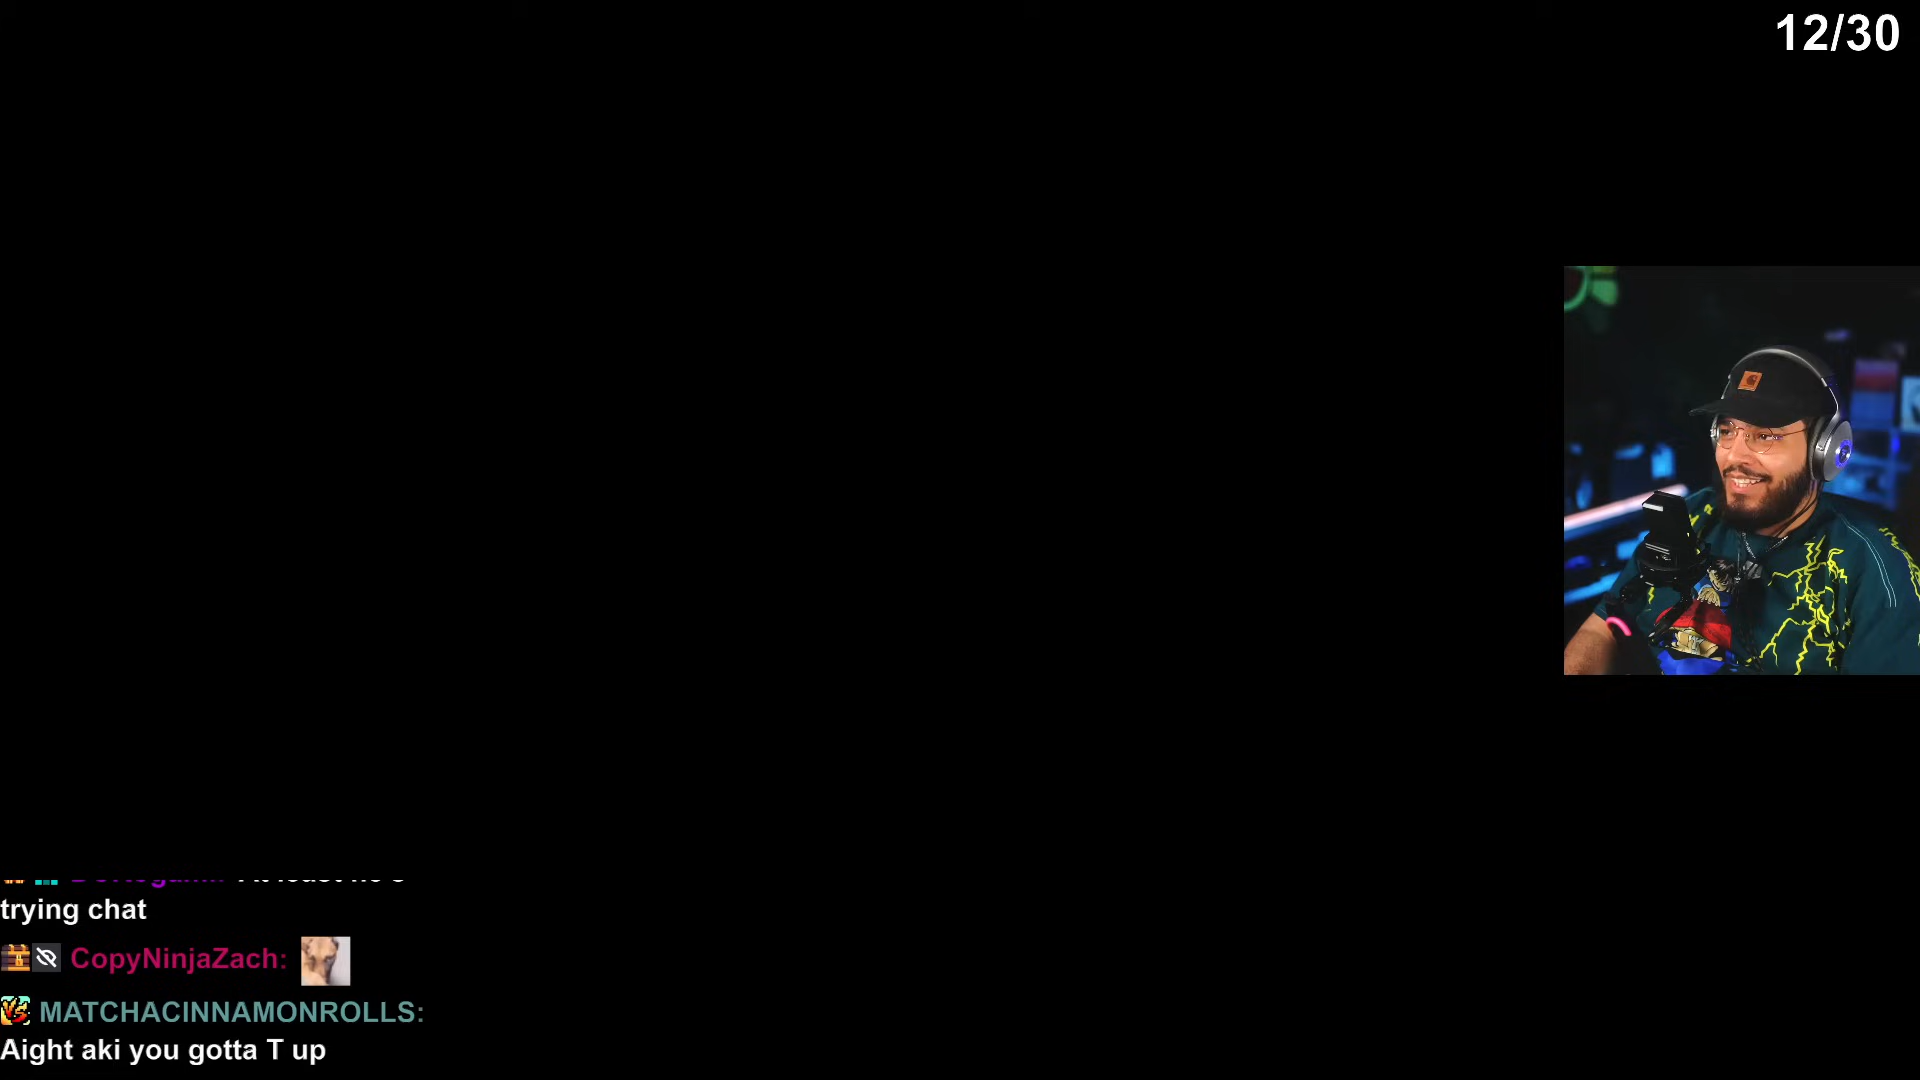 12/30
trying chat
CopyNinjaZach:
MATCHACINNAMONROLLS:
Aight aki you gotta T up